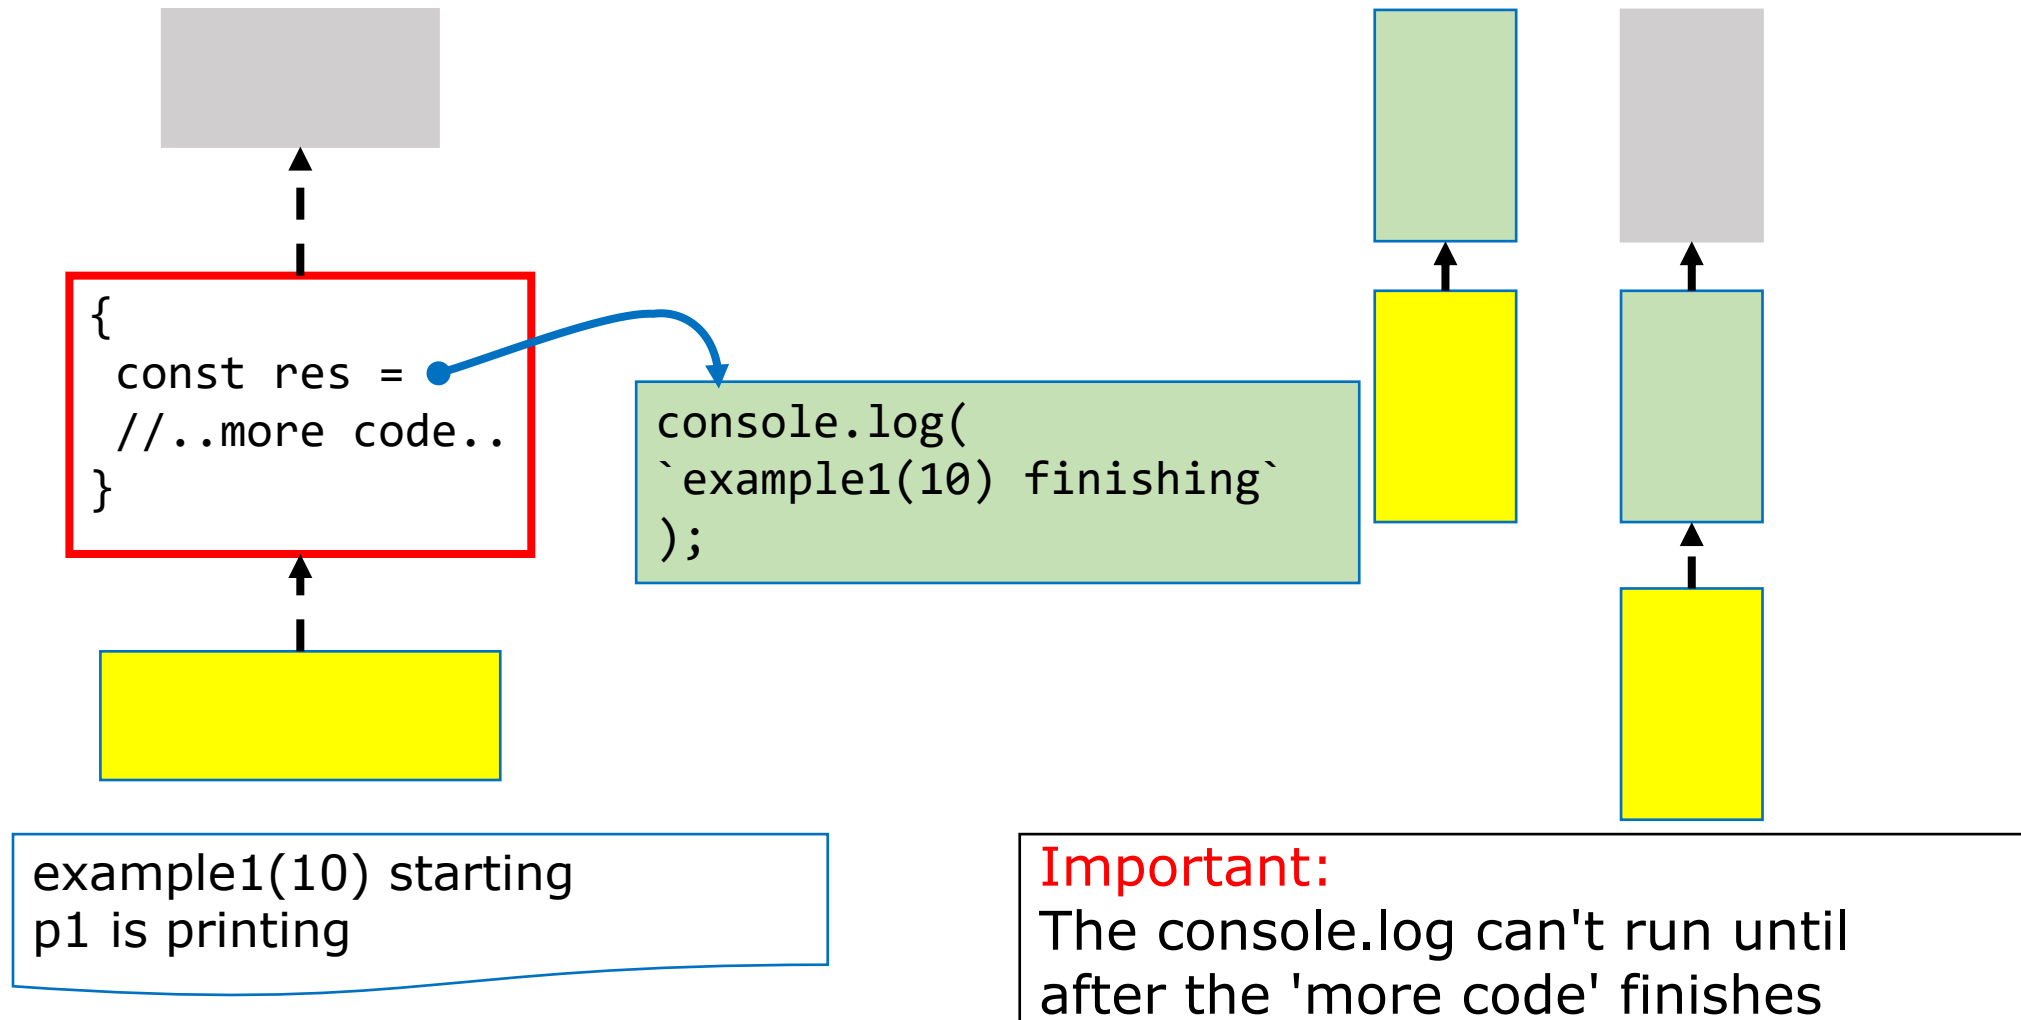 {
const res =
//..more code..
}
console.log(
`example1(10) finishing`
);
example1(10) starting
p1 is printing
Important:
The console.log can't run until
after the 'more code' finishes